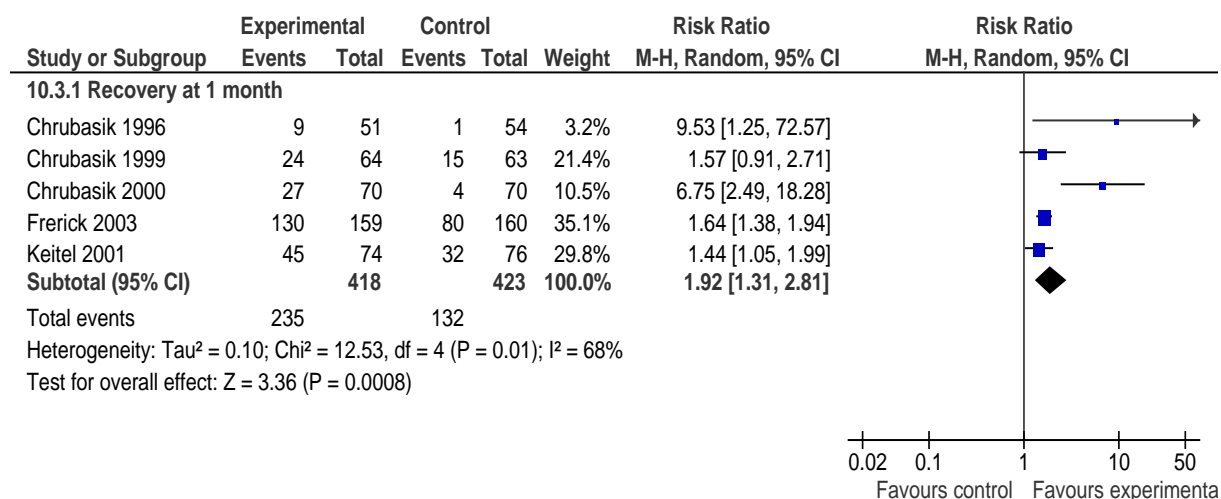 Experimental Control Risk Ratio Risk Ratio
Study or Subgroup Events Total Events Total Weight M-H, Random, 95% CI M-H, Random, 95% CI
10.3.1 Recovery at 1 month
Chrubasik 1996 9 51 1 54 3.2% 9.53 [1.25, 72.57]
Chrubasik 1999 24 64 15 63 21.4% 1.57 [0.91, 2.71]
Chrubasik 2000 27 70 4 70 10.5% 6.75 [2.49, 18.28]
Frerick 2003 130 159 80 160 35.1% 1.64 [1.38, 1.94]
Keitel 2001 45 74 32 76 29.8% 1.44 [1.05, 1.99]
Subtotal (95% CI) 418 423 100.0% 1.92 [1.31, 2.81]
Total events 235 132
Heterogeneity: Tau² = 0.10; Chi² = 12.53, df = 4 (P = 0.01); I² = 68%
Test for overall effect: Z = 3.36 (P = 0.0008)
0.02 0.1 1 10 50
Favours control Favours experimenta